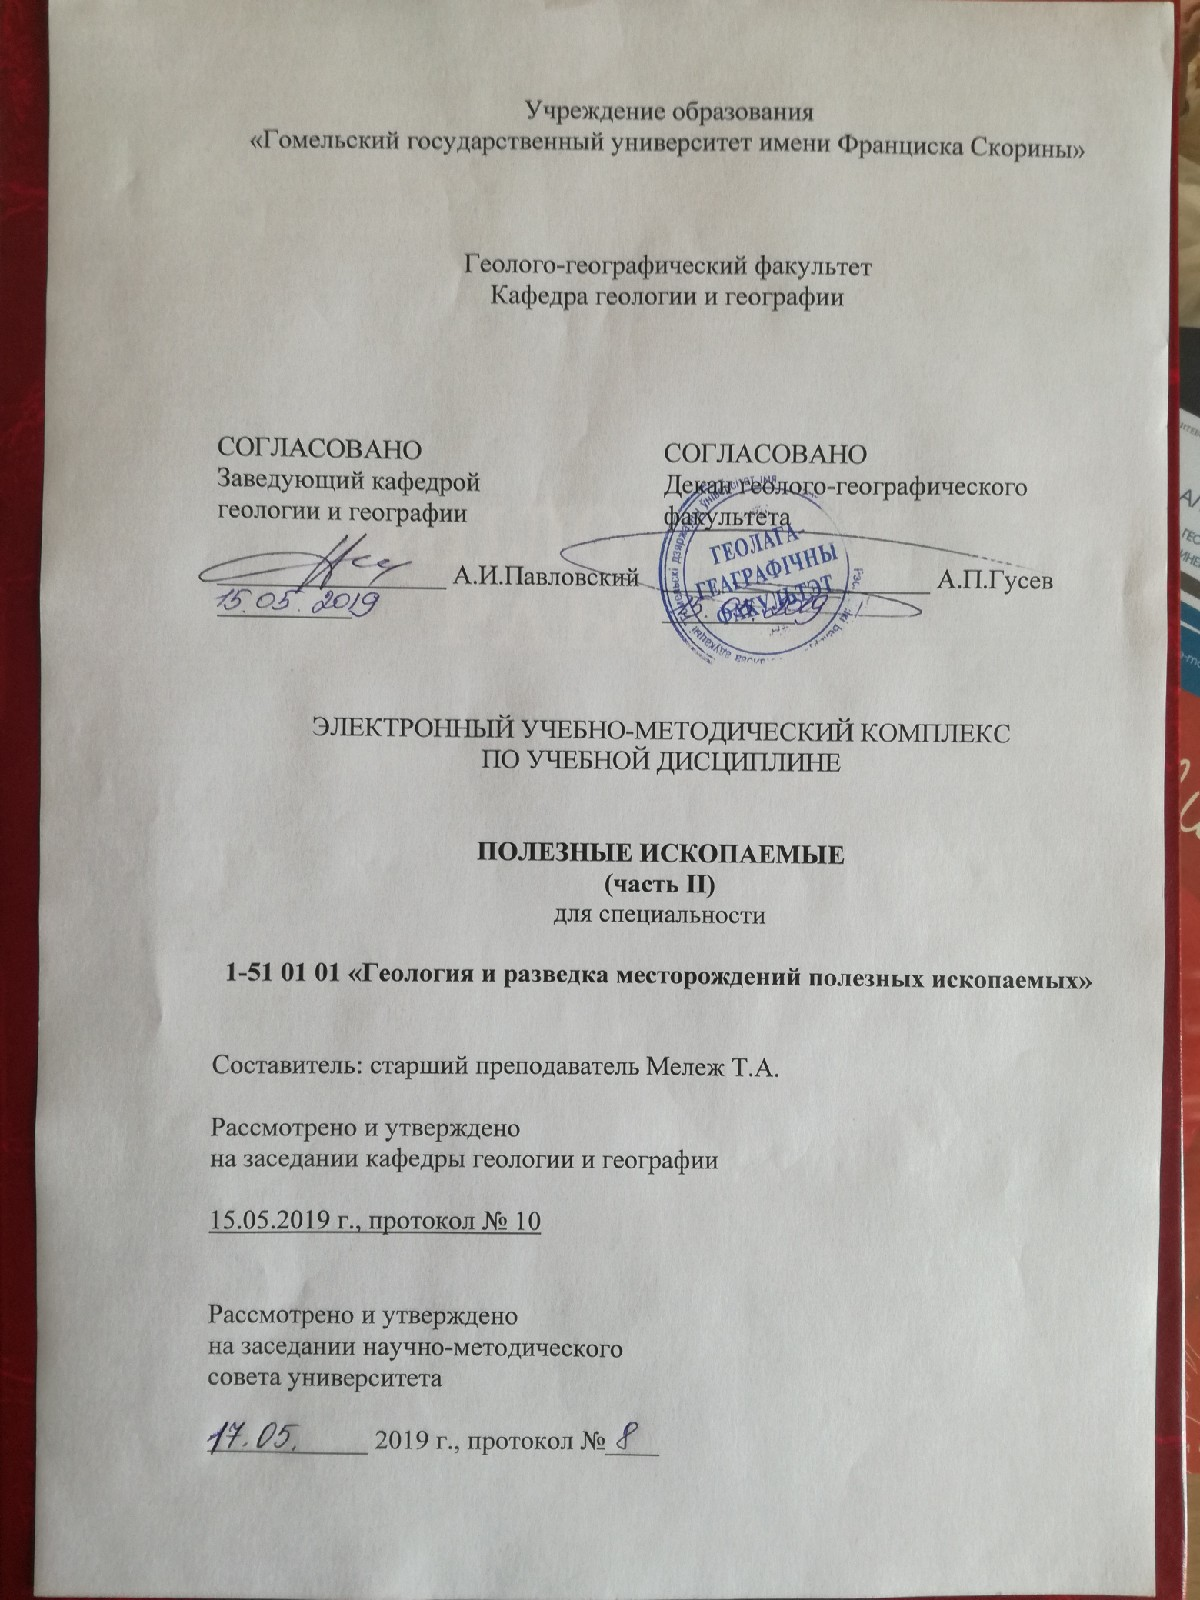 Учреждение образования
«Гомельский государственный университет имени Франциска Скорины»
Геолого-географический факультет
Кафедра геологии и географии
СОГЛАСОВАНО
Заведующий кафедрой
геологии и географии
А.И.Павловский
15.05.2019
СОГЛАСОВАНО
Декан геолого-географического
факультета
А.П.Гусев
ГЕОЛАГА-
ГЕАГРАФІЧНЫ
ФАКУЛЬТЭТ
ЭЛЕКТРОННЫЙ УЧЕБНО-МЕТОДИЧЕСКИЙ КОМПЛЕКС
ПО УЧЕБНОЙ ДИСЦИПЛИНЕ
ПОЛЕЗНЫЕ ИСКОПАЕМЫЕ
(часть II)
для специальности
1-51 01 01 «Геология и разведка месторождений полезных ископаемых»
Составитель: старший преподаватель Мележ Т.А.
Рассмотрено и утверждено
на заседании кафедры геологии и географии
15.05.2019 г., протокол № 10
Рассмотрено и утверждено
на заседании научно-методического
совета университета
17.05. 2019 г., протокол № 8